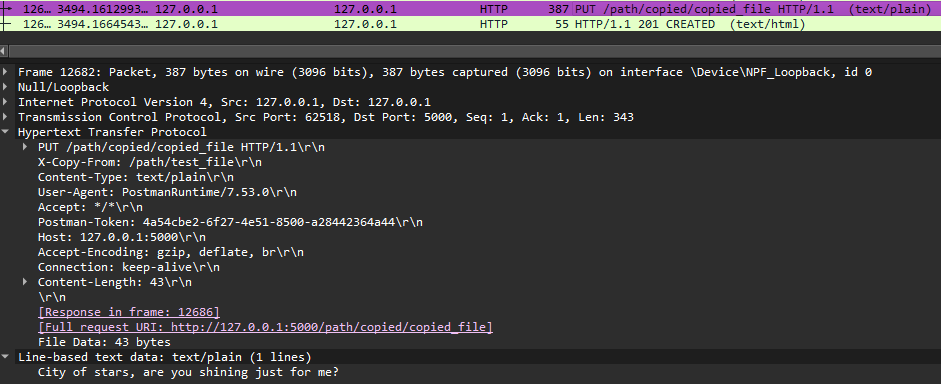 126… 3494.1612993… 127.0.0.1 127.0.0.1 HTTP 387 PUT /path/copied/copied_file HTTP/1.1  (text/plain)
126… 3494.1664543… 127.0.0.1 127.0.0.1 HTTP 55 HTTP/1.1 201 CREATED  (text/html)
Frame 12682: Packet, 387 bytes on wire (3096 bits), 387 bytes captured (3096 bits) on interface \Device\NPF_Loopback, id 0
Null/Loopback
Internet Protocol Version 4, Src: 127.0.0.1, Dst: 127.0.0.1
Transmission Control Protocol, Src Port: 62518, Dst Port: 5000, Seq: 1, Ack: 1, Len: 343
Hypertext Transfer Protocol
PUT /path/copied/copied_file HTTP/1.1\r\n
X-Copy-From: /path/test_file\r\n
Content-Type: text/plain\r\n
User-Agent: PostmanRuntime/7.53.0\r\n
Accept: */*\r\n
Postman-Token: 4a54cbe2-6f27-4e51-8500-a28442364a44\r\n
Host: 127.0.0.1:5000\r\n
Accept-Encoding: gzip, deflate, br\r\n
Connection: keep-alive\r\n
Content-Length: 43\r\n
\r\n
[Response in frame: 12686]
[Full request URI: http://127.0.0.1:5000/path/copied/copied_file]
File Data: 43 bytes
Line-based text data: text/plain (1 lines)
City of stars, are you shining just for me?